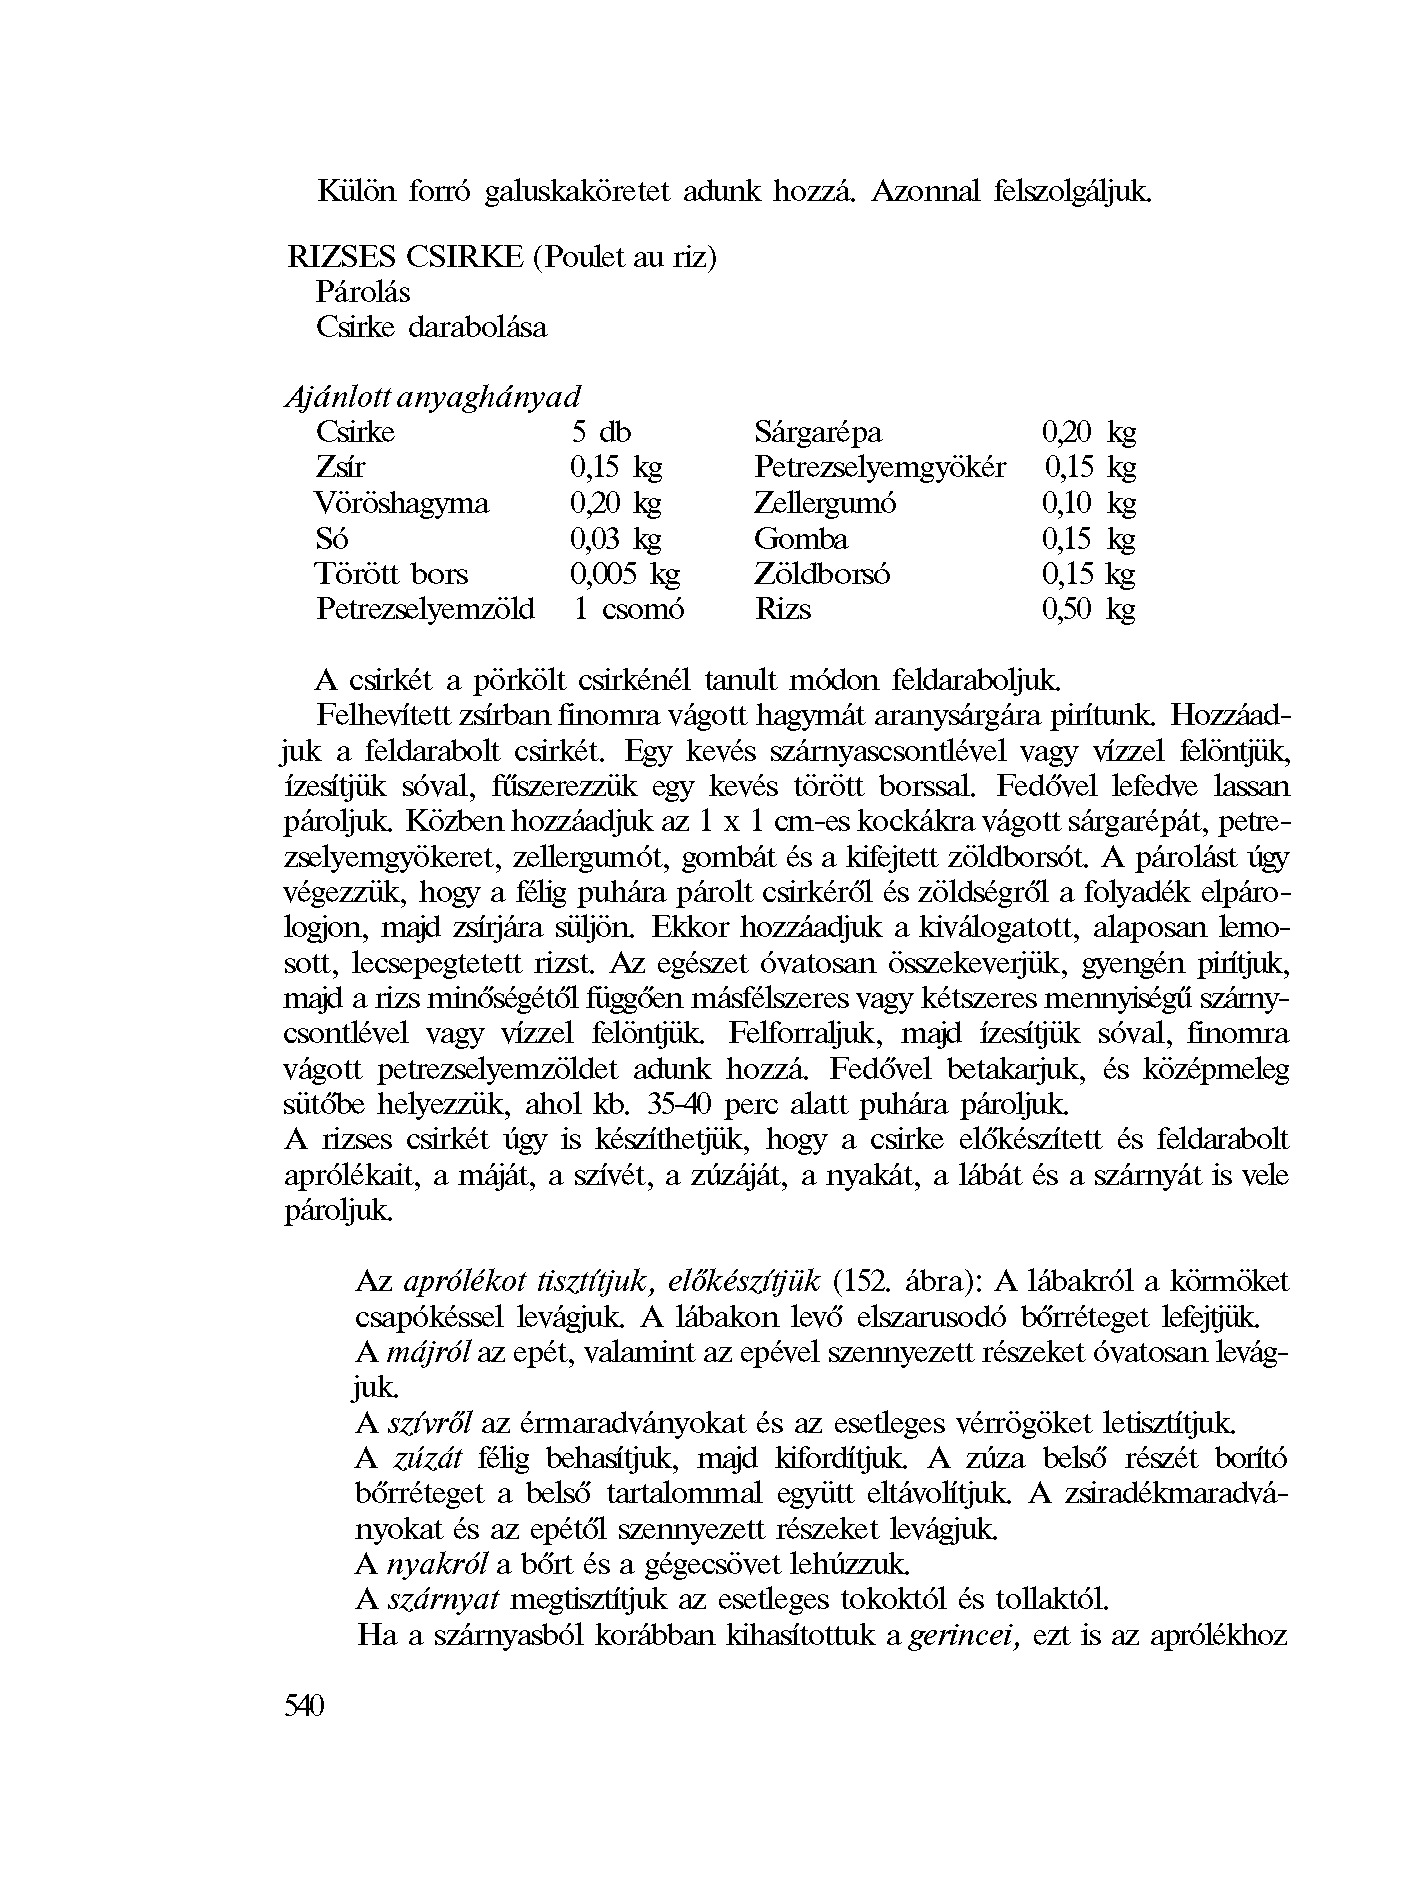 Külön forró galuskaköretet adunk hozzá. Azonnal felszolgáljuk.
RIZSES CSIRKE (Poulet au riz)
Párolás
Csirke darabolása
Ajánlott anyaghányad
Csirke 5 db Sárgarépa 0,20 kg
Zsír 0,15 kg Petrezselyemgyökér 0,15 kg
Vöröshagyma 0,20 kg Zellergumó 0,10 kg
Só 0,03 kg Gomba 0,15 kg
Törött bors 0,005 kg Zöldborsó 0,15 kg
Petrezselyemzöld 1 csomó Rizs 0,50 kg
A csirkét a pörkölt csirkénél tanult módon feldaraboljuk.
Felhevített zsírban finomra vágott hagymát aranysárgára pirítunk. Hozzáad-
juk a feldarabolt csirkét. Egy kevés szárnyascsontlével vagy vízzel felöntjük,
ízesítjük sóval, fűszerezzük egy kevés törött borssal. Fedővel lefedve lassan
pároljuk. Közben hozzáadjuk az 1 x 1 cm-es kockákra vágott sárgarépát, petre-
zselyemgyökeret, zellergumót, gombát és a kifejtett zöldborsót. A párolást úgy
végezzük, hogy a félig puhára párolt csirkéről és zöldségről a folyadék elpáro-
logjon, majd zsírjára süljön. Ekkor hozzáadjuk a kiválogatott, alaposan lemo-
sott, lecsepegtetett rizst. Az egészet óvatosan összekeverjük, gyengén pirítjuk,
majd a rizs minőségétől függően másfélszeres vagy kétszeres mennyiségű szárny-
csontlével vagy vízzel felöntjük. Felforraljuk, majd ízesítjük sóval, finomra
vágott petrezselyemzöldet adunk hozzá. Fedővel betakarjuk, és középmeleg
sütőbe helyezzük, ahol kb. 35-40 perc alatt puhára pároljuk.
A rizses csirkét úgy is készíthetjük, hogy a csirke előkészített és feldarabolt
aprólékait, a máját, a szívét, a zúzáját, a nyakát, a lábát és a szárnyát is vele
pároljuk.
Az aprólékot tisztítjuk, előkészítjük (152. ábra): A lábakról a körmöket
csapókéssel levágjuk. A lábakon levő elszarusodó bőrréteget lefejtjük.
A májról az epét, valamint az epével szennyezett részeket óvatosan levág-
juk.
A szívről az érmaradványokat és az esetleges vérrögöket letisztítjuk.
A zúzát félig behasítjuk, majd kifordítjuk. A zúza belső részét borító
bőrréteget a belső tartalommal együtt eltávolítjuk. A zsiradékmaradvá-
nyokat és az epétől szennyezett részeket levágjuk.
A nyakról a bőrt és a gégecsövet lehúzzuk.
A szárnyat megtisztítjuk az esetleges tokoktól és tollaktól.
Ha a szárnyasból korábban kihasítottuk a gerincei, ezt is az aprólékhoz
540